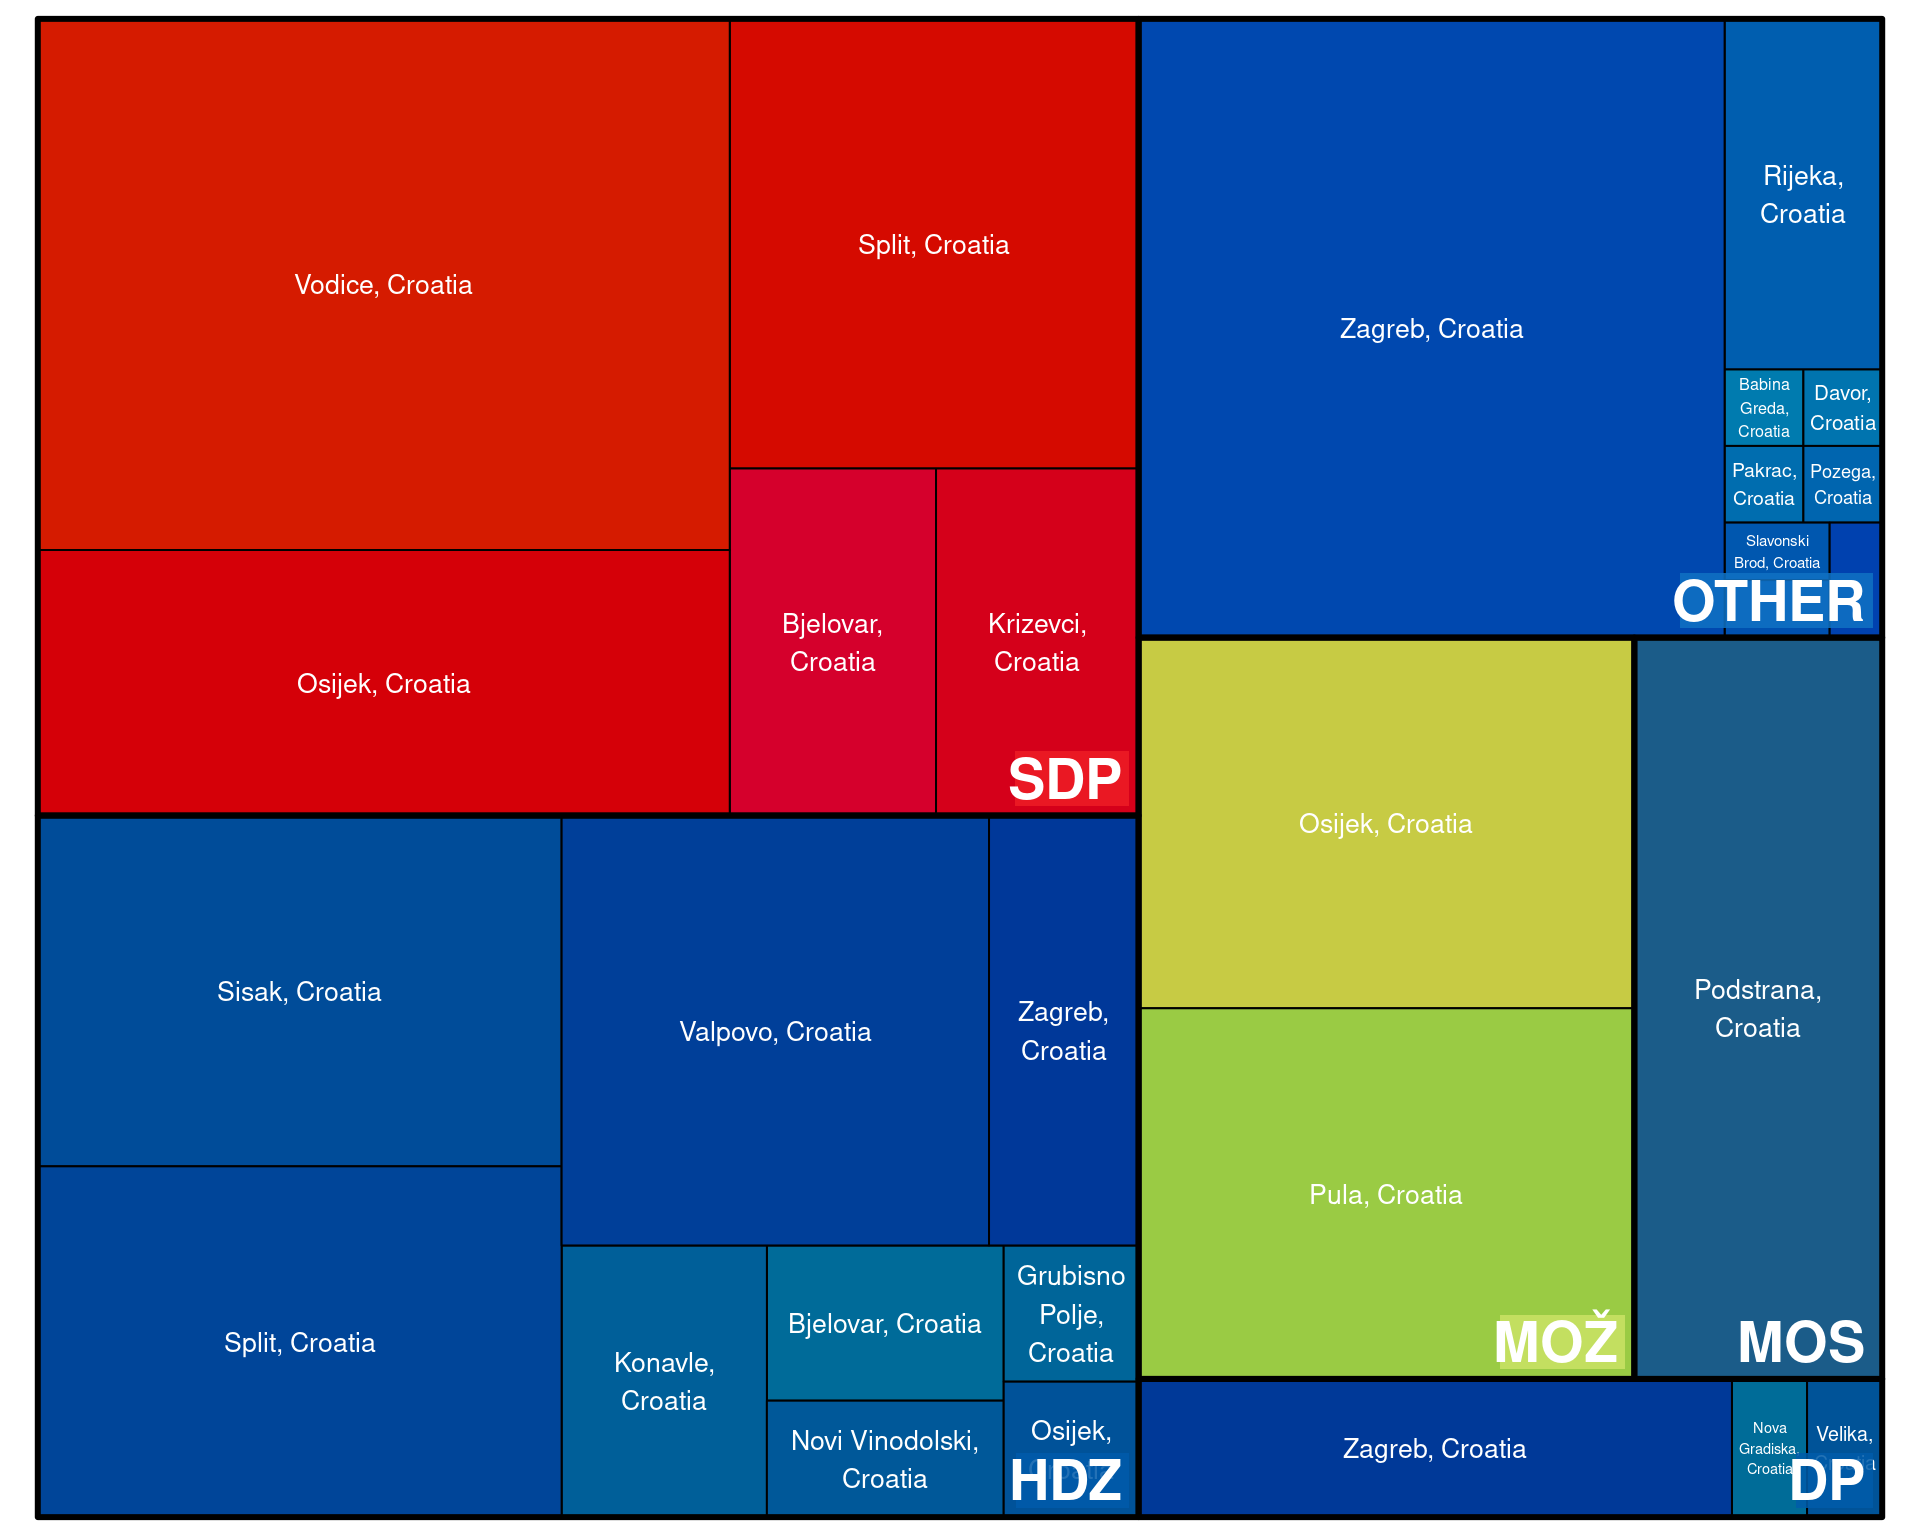 Vodice, Croatia
Split, Croatia
Osijek, Croatia
Bjelovar,
Croatia
Krizevci,
Croatia
SDP
Sisak, Croatia
Split, Croatia
Valpovo, Croatia
Zagreb,
Croatia
Konavle,
Croatia
Bjelovar, Croatia
Novi Vinodolski,
Croatia
Grubisno
Polje,
Croatia
Osijek,
Croatia
HDZ
Zagreb, Croatia
Rijeka,
Croatia
Babina
Greda,
Croatia
Davor,
Croatia
Pakrac,
Croatia
Pozega,
Croatia
Slavonski
Brod, Croatia
OTHER
Osijek, Croatia
Pula, Croatia
MOŽ
Podstrana,
Croatia
MOS
Zagreb, Croatia
Nova
Gradiska,
Croatia
Velika,
Croatia
DP